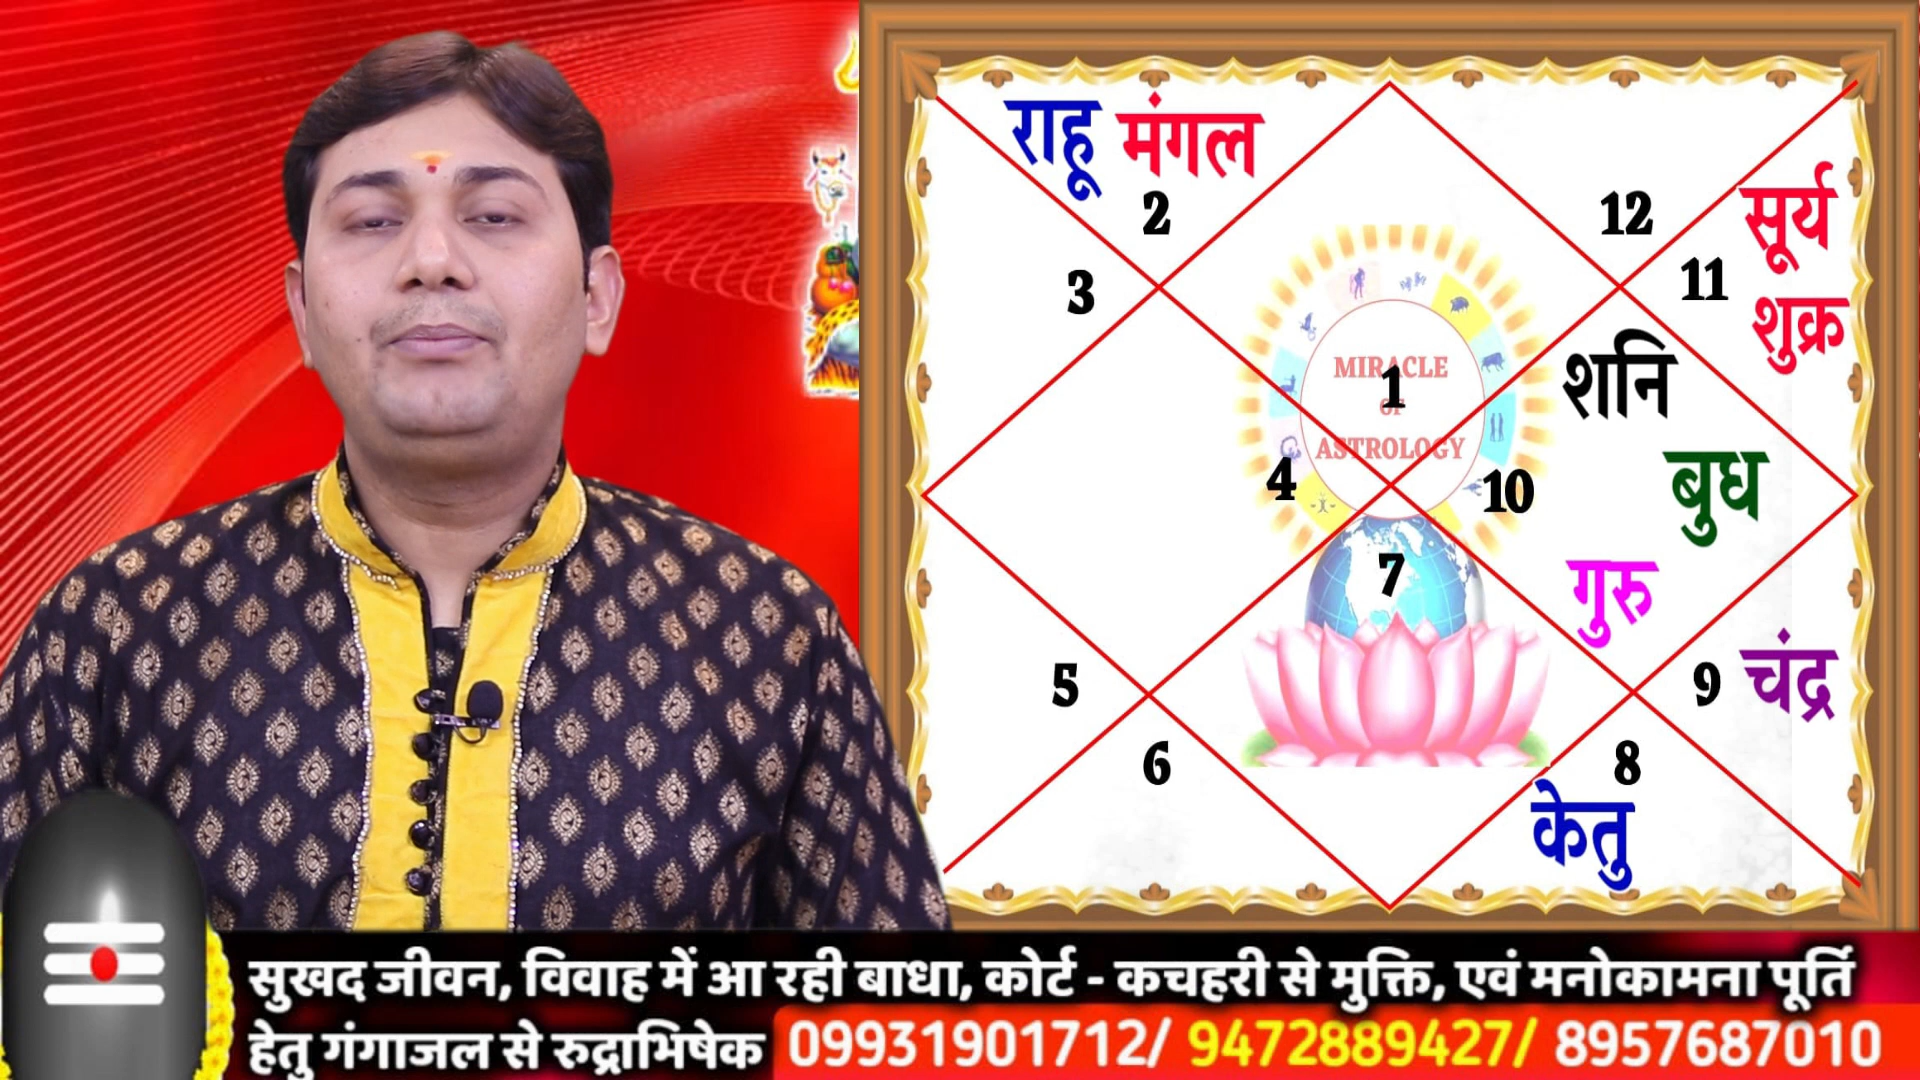 राहू मंगल
2
12
सूर्य
3
11
शुक्र
शनि
MIRACLE
1
OF
ASTROLOGY
बुध
4
10
7
गुरु
5
9 चंद्र
6
8
केतु
सुखद जीवन, विवाह में आ रही बाधा, कोर्ट - कचहरी से मुक्ति, एवं मनोकामना पूर्ति
हेतु गंगाजल से रुद्राभिषेक 09931901712/ 9472889427/ 8957687010